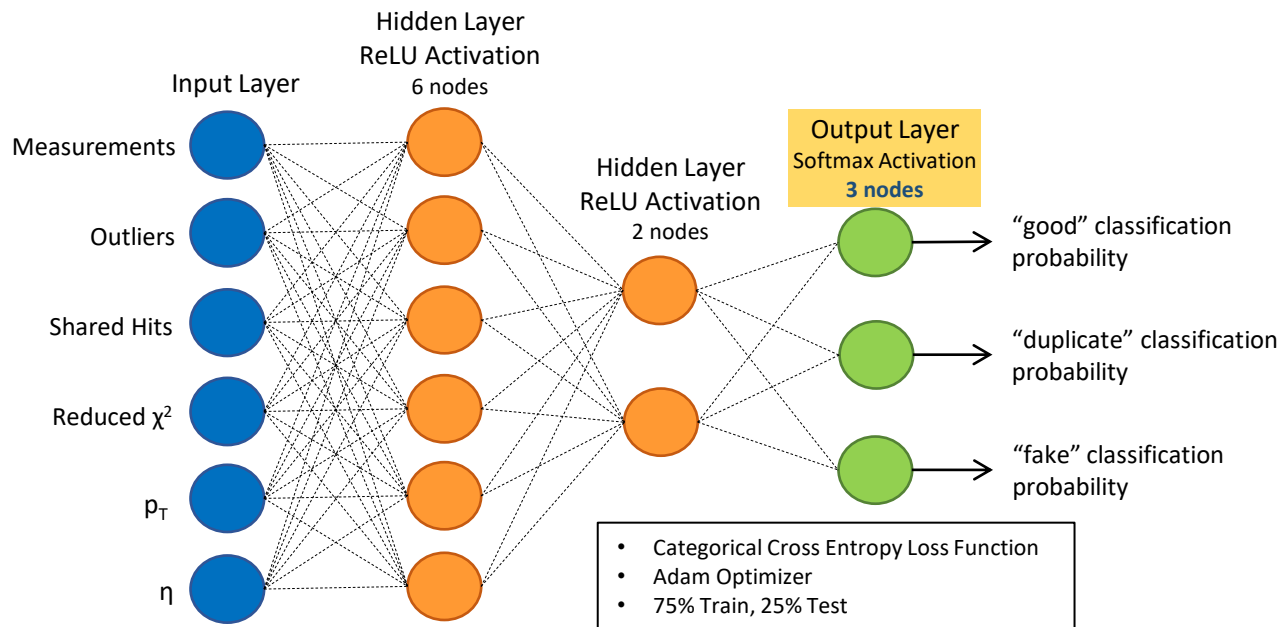 Input Layer
Measurements
Outliers
Shared Hits
Reduced χ²
p_T
η
Hidden Layer
ReLU Activation
6 nodes
Hidden Layer
ReLU Activation
2 nodes
Output Layer
Softmax Activation
3 nodes
“good” classification
probability
“duplicate” classification
probability
“fake” classification
probability
• Categorical Cross Entropy Loss Function
• Adam Optimizer
• 75% Train, 25% Test